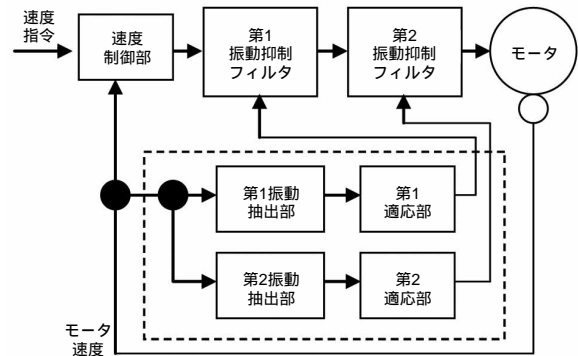 速度
指令
速度
制御部
第1
振動抑制
フィルタ
第2
振動抑制
フィルタ
モータ
第1振動
抽出部
第1
適応部
第2振動
抽出部
第2
適応部
モータ
速度